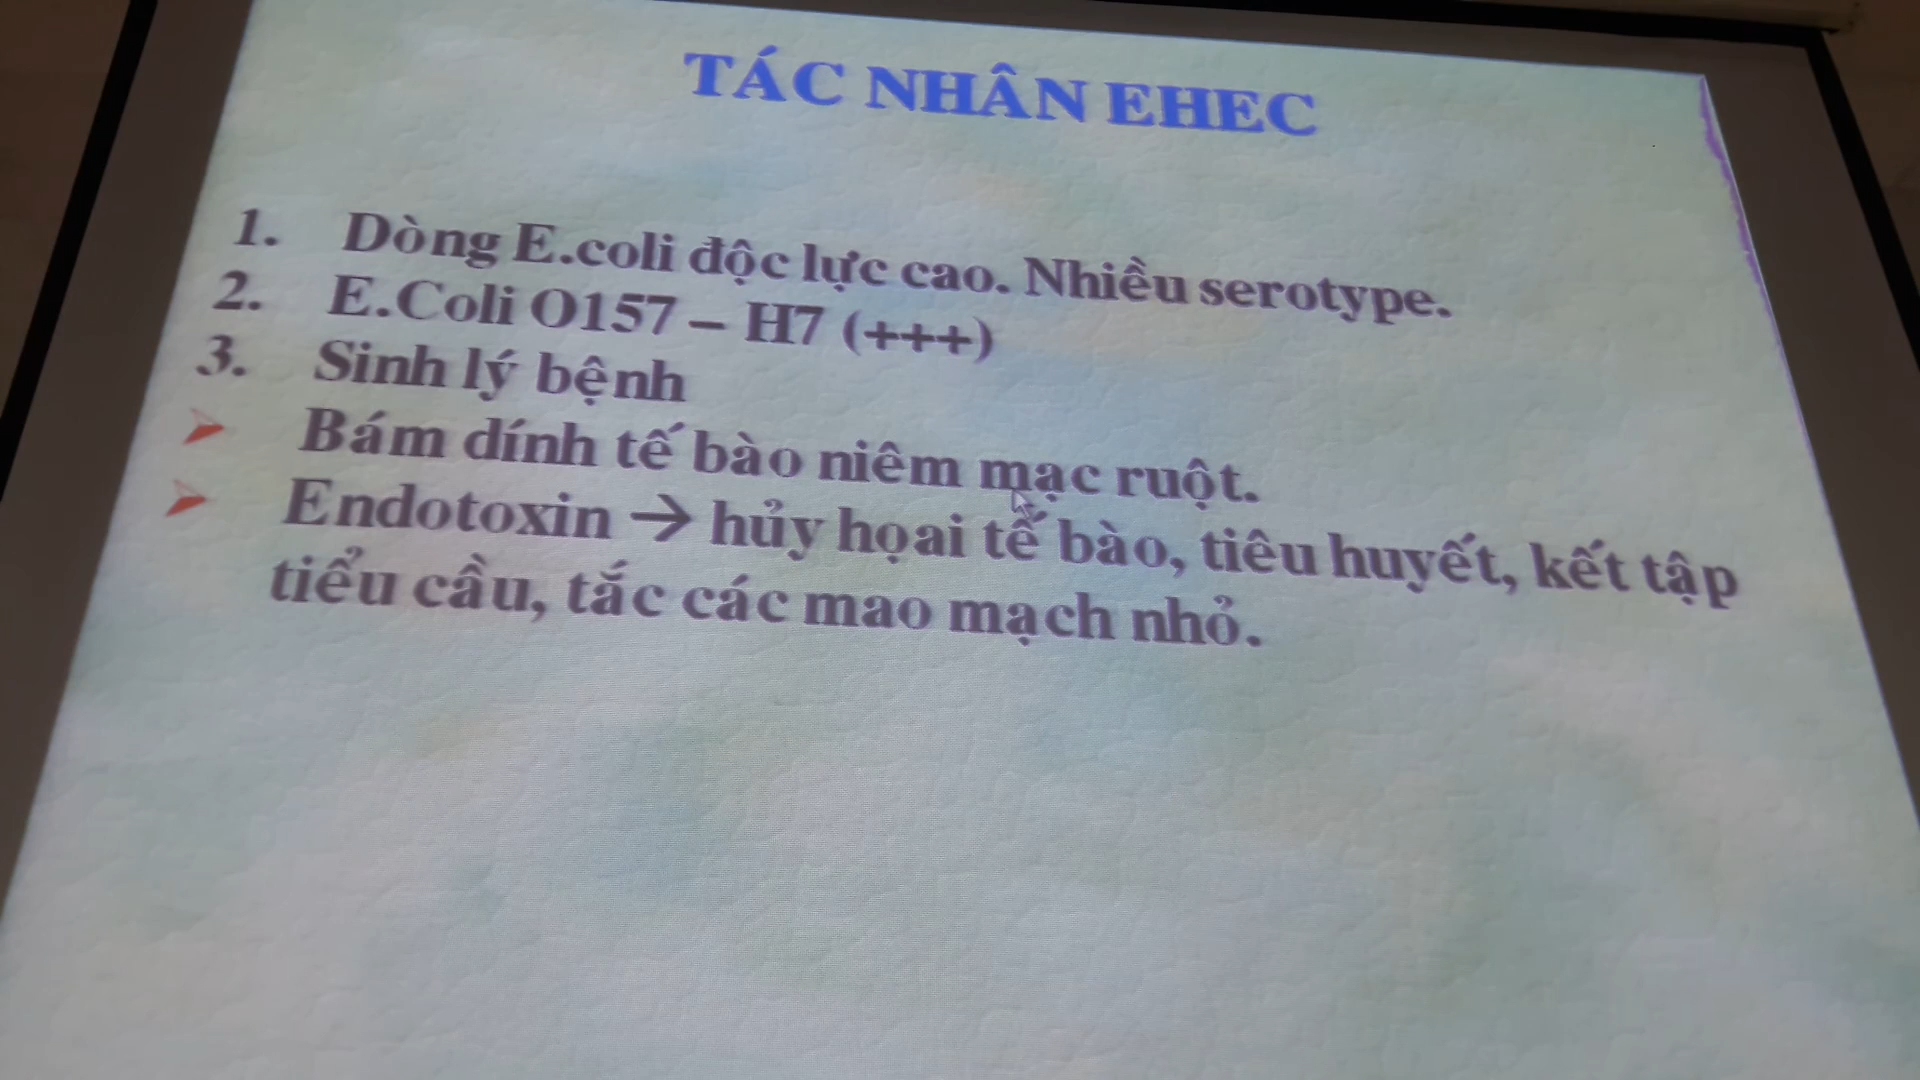 TÁC NHÂN EHEC
1. Dòng E.coli độc lực cao. Nhiều serotype.
2. E.Coli O157 – H7 (+++)
3. Sinh lý bệnh
➢ Bám dính tế bào niêm mạc ruột.
➢ Endotoxin → hủy họai tế bào, tiêu huyết, kết tập
tiểu cầu, tắc các mao mạch nhỏ.